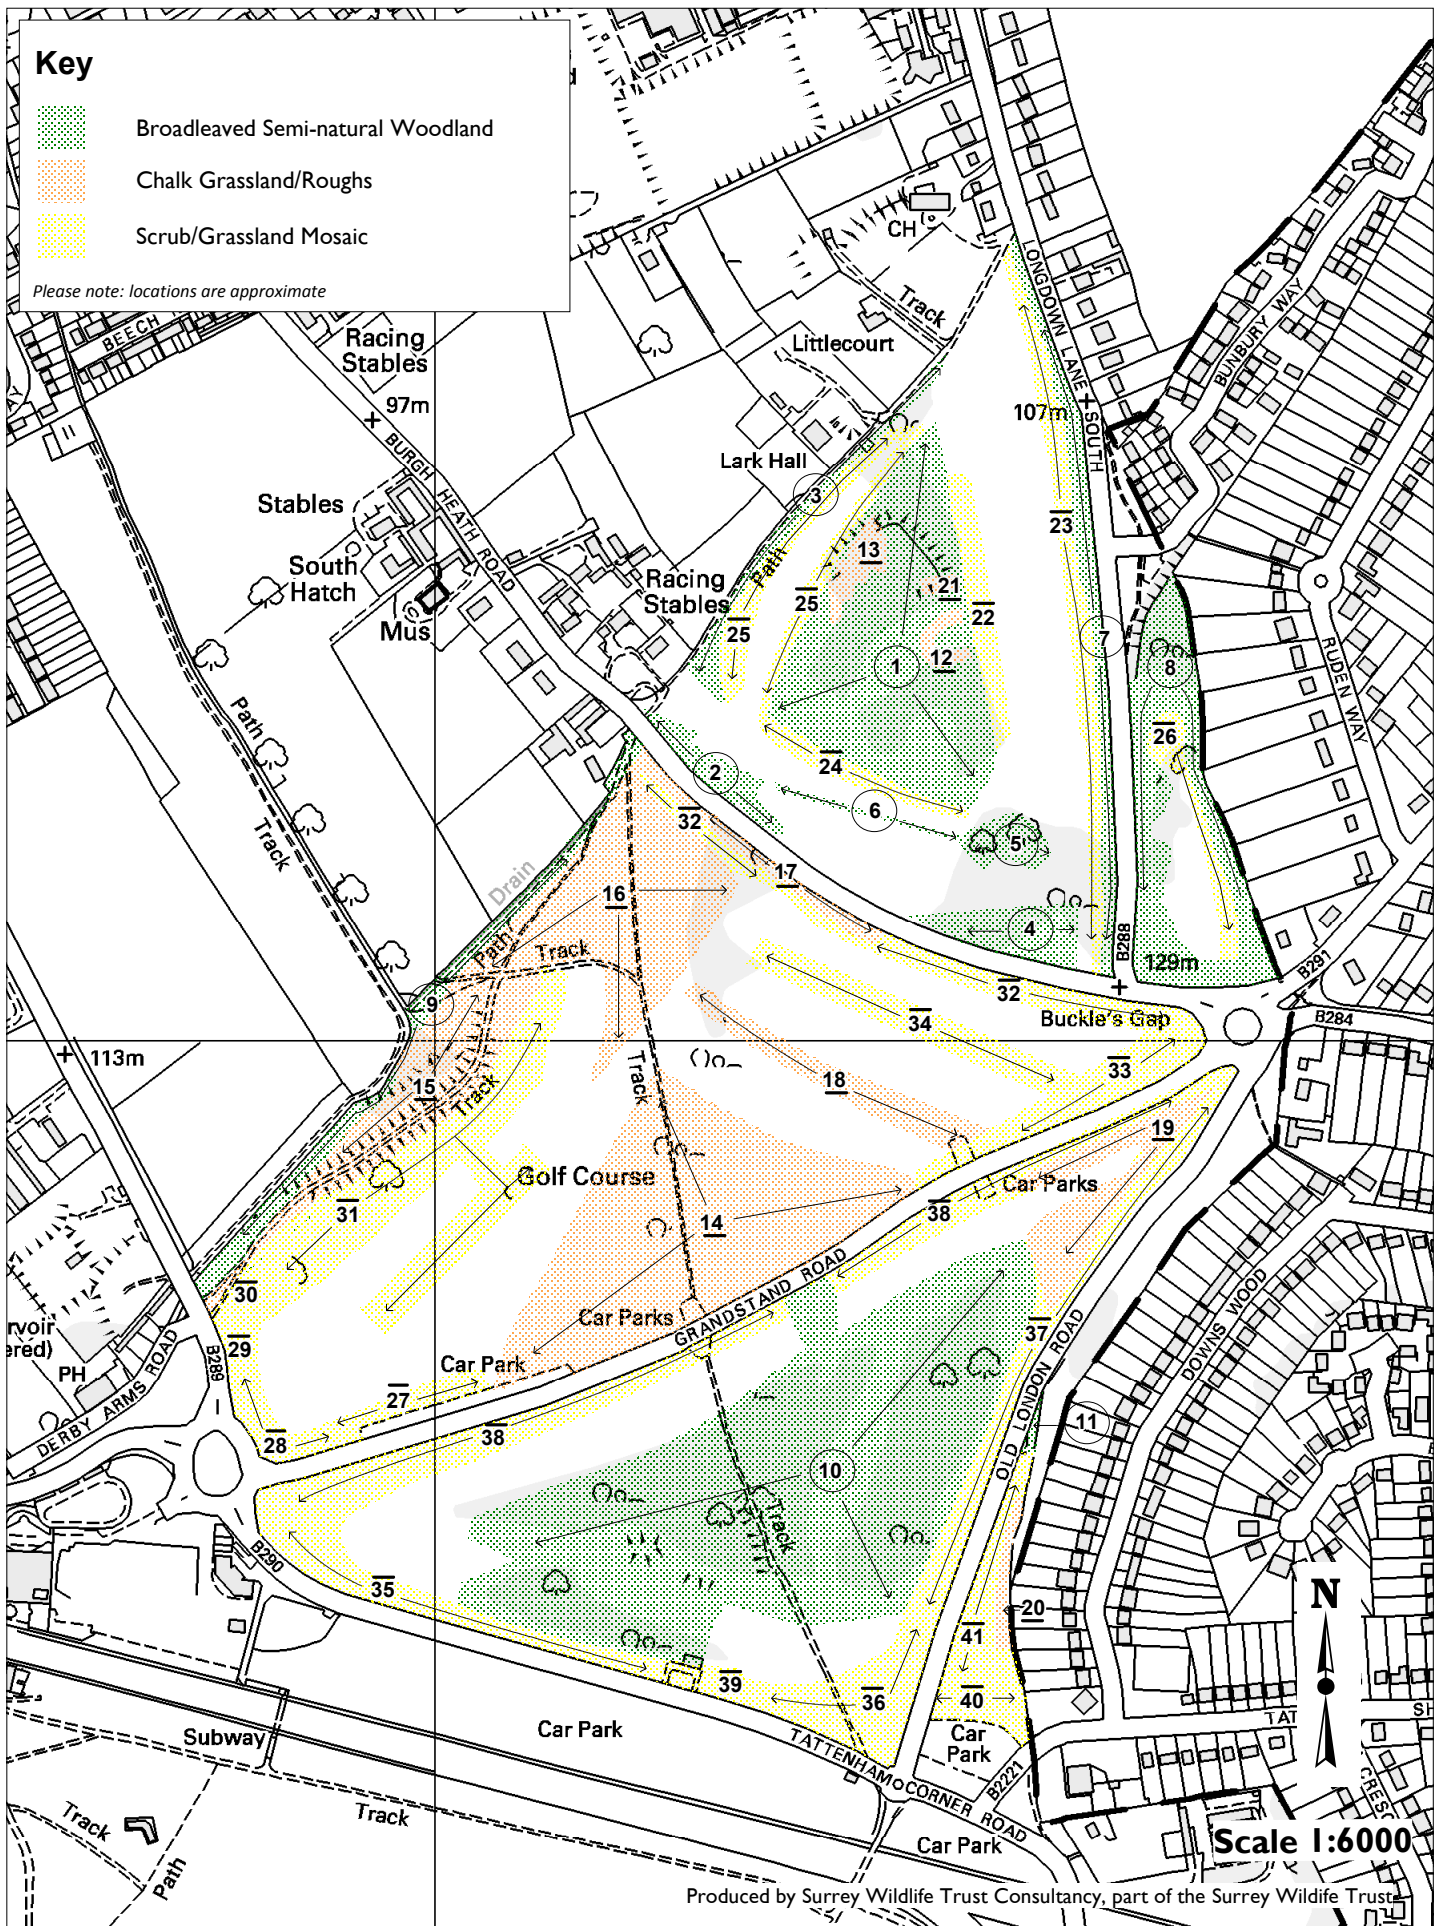 Key
Broadleaved Semi-natural Woodland
Chalk Grassland/Roughs
Scrub/Grassland Mosaic
Please note: locations are approximate
d
CH
LONGDOWN LANE SOUTH
Track
BEECH
Racing
Stables
Littlecourt
BUNBURY WAY
97m
107m
BURGH HEATH ROAD
Lark Hall
3
Stables
23
13
Path
South
Hatch
Racing
Stables
21
25
22
25
Mus
7
1
12
8
RUDEN WAY
Path
26
2
24
6
32
Track
5
17
Drain
16
4
B288
Path
Track
129m
B291
9
32
34
Buckle's Gap
B284
113m
33
Track
18
15
Track
19
Golf Course
Car Parks
31
14
38
30
Car Parks
GRANDSTAND ROAD
DOWNS WOOD
rvoir
ered)
29
37
PH
B289
Car Park
OLD LONDON ROAD
DERBY ARMS ROAD
27
11
28
38
10
Track
B290
35
N
20
41
39
36
40
Subway
Car Park
Car
Park
TAT
SH
TATTENHAM CORNER ROAD
B2221
CRESC
Track
Track
Car Park
Scale 1:6000
Path
Produced by Surrey Wildlife Trust Consultancy, part of the Surrey Wildlife Trust